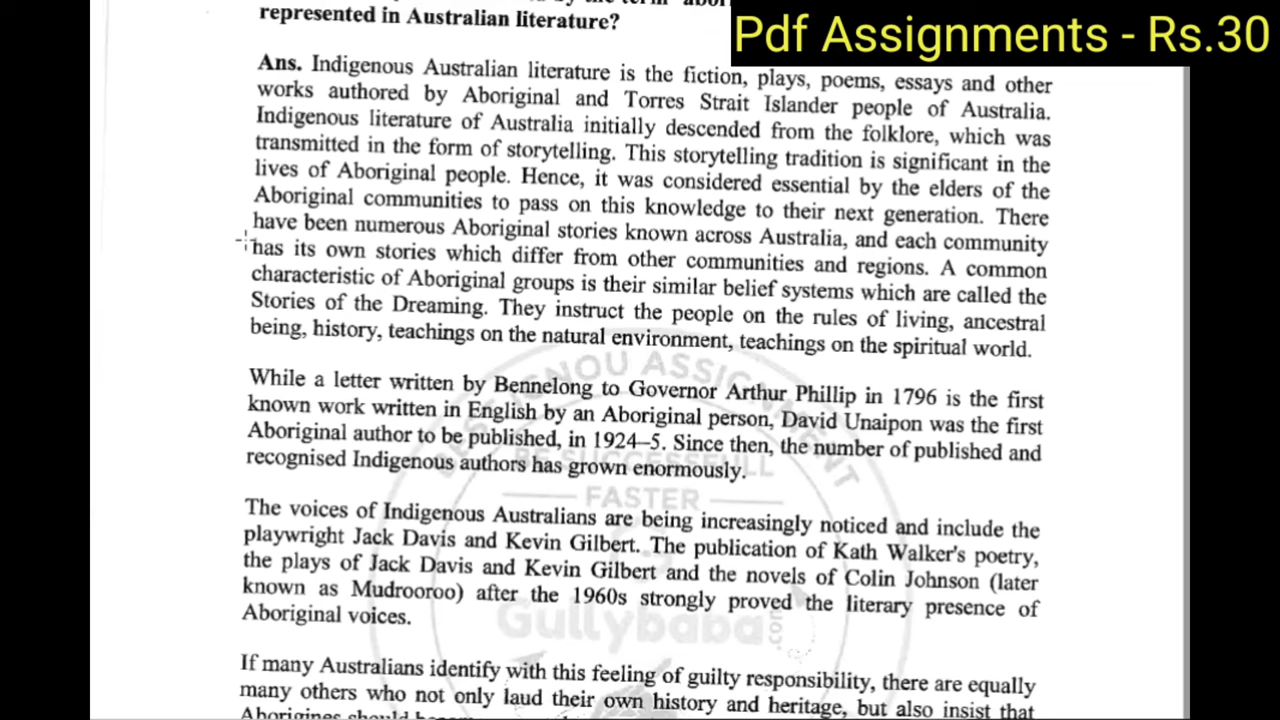 represented in Australian literature?
Pdf Assignments - Rs.30
Ans. Indigenous Australian literature is the fiction, plays, poems, essays and other
works authored by Aboriginal and Torres Strait Islander people of Australia.
Indigenous literature of Australia initially descended from the folklore, which was
transmitted in the form of storytelling. This storytelling tradition is significant in the
lives of Aboriginal people. Hence, it was considered essential by the elders of the
Aboriginal communities to pass on this knowledge to their next generation. There
have been numerous Aboriginal stories known across Australia, and each community
has its own stories which differ from other communities and regions. A common
characteristic of Aboriginal groups is their similar belief systems which are called the
Stories of the Dreaming. They instruct the people on the rules of living, ancestral
being, history, teachings on the natural environment, teachings on the spiritual world.
While a letter written by Bennelong to Governor Arthur Phillip in 1796 is the first
known work written in English by an Aboriginal person, David Unaipon was the first
Aboriginal author to be published, in 1924–5. Since then, the number of published and
recognised Indigenous authors has grown enormously.
BE SUCCESSFULL
FASTER
The voices of Indigenous Australians are being increasingly noticed and include the
playwright Jack Davis and Kevin Gilbert. The publication of Kath Walker's poetry,
the plays of Jack Davis and Kevin Gilbert and the novels of Colin Johnson (later
known as Mudrooroo) after the 1960s strongly proved the literary presence of
Aboriginal voices.
Gullybaba.com
If many Australians identify with this feeling of guilty responsibility, there are equally
many others who not only laud their own history and heritage, but also insist that